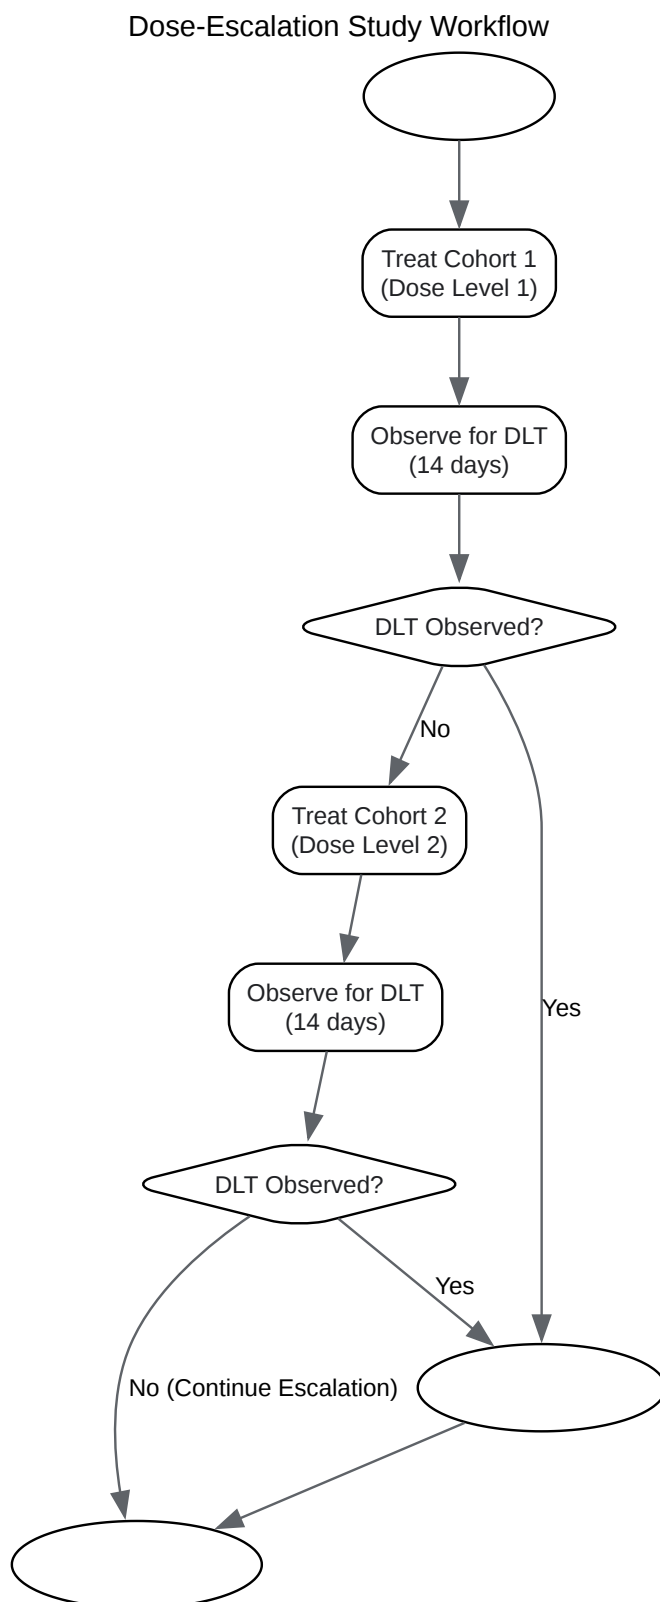 Dose-Escalation Study Workflow
Treat Cohort 1
(Dose Level 1)
Observe for DLT
(14 days)
DLT Observed?
No
Treat Cohort 2
(Dose Level 2)
Observe for DLT
(14 days)
Yes
DLT Observed?
Yes
No (Continue Escalation)